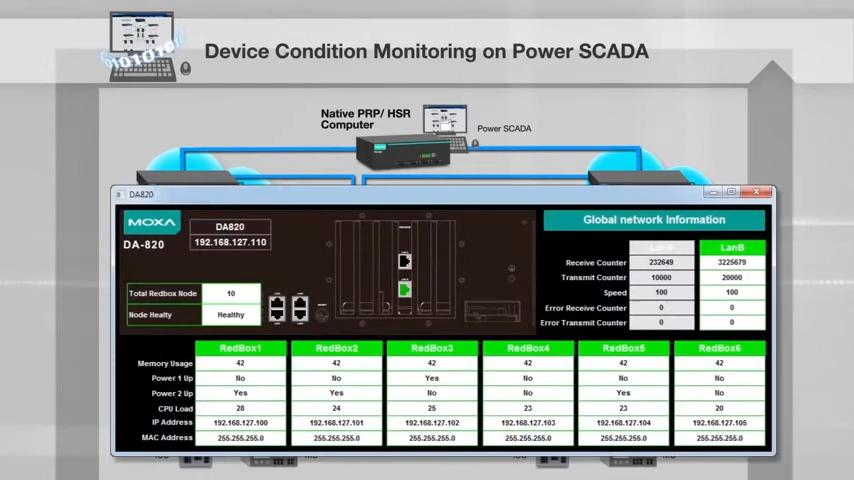 Device Condition Monitoring on Power SCADA
Native PRP/ HSR
Computer
Power SCADA
DA820
MOXA
DA-820
DA820
192.168.127.110
Total Redbox Node 10
Node Healty Healthy
Global network Information
LanB
Receive Counter 232649 3225679
Transmit Counter 10000 20000
Speed 100 100
Error Receive Counter 0 0
Error Transmit Counter 0 0
RedBox1 RedBox2 RedBox3 RedBox4 RedBox5 RedBox6
Memory Usage 42 42 42 42 42 42
Power 1 Up No No Yes No No No
Power 2 Up Yes Yes No No Yes No
CPU Load 28 24 25 23 23 20
IP Address 192.168.127.100 192.168.127.101 192.168.127.102 192.168.127.103 192.168.127.104 192.168.127.105
MAC Address 255.255.255.0 255.255.255.0 255.255.255.0 255.255.255.0 255.255.255.0 255.255.255.0